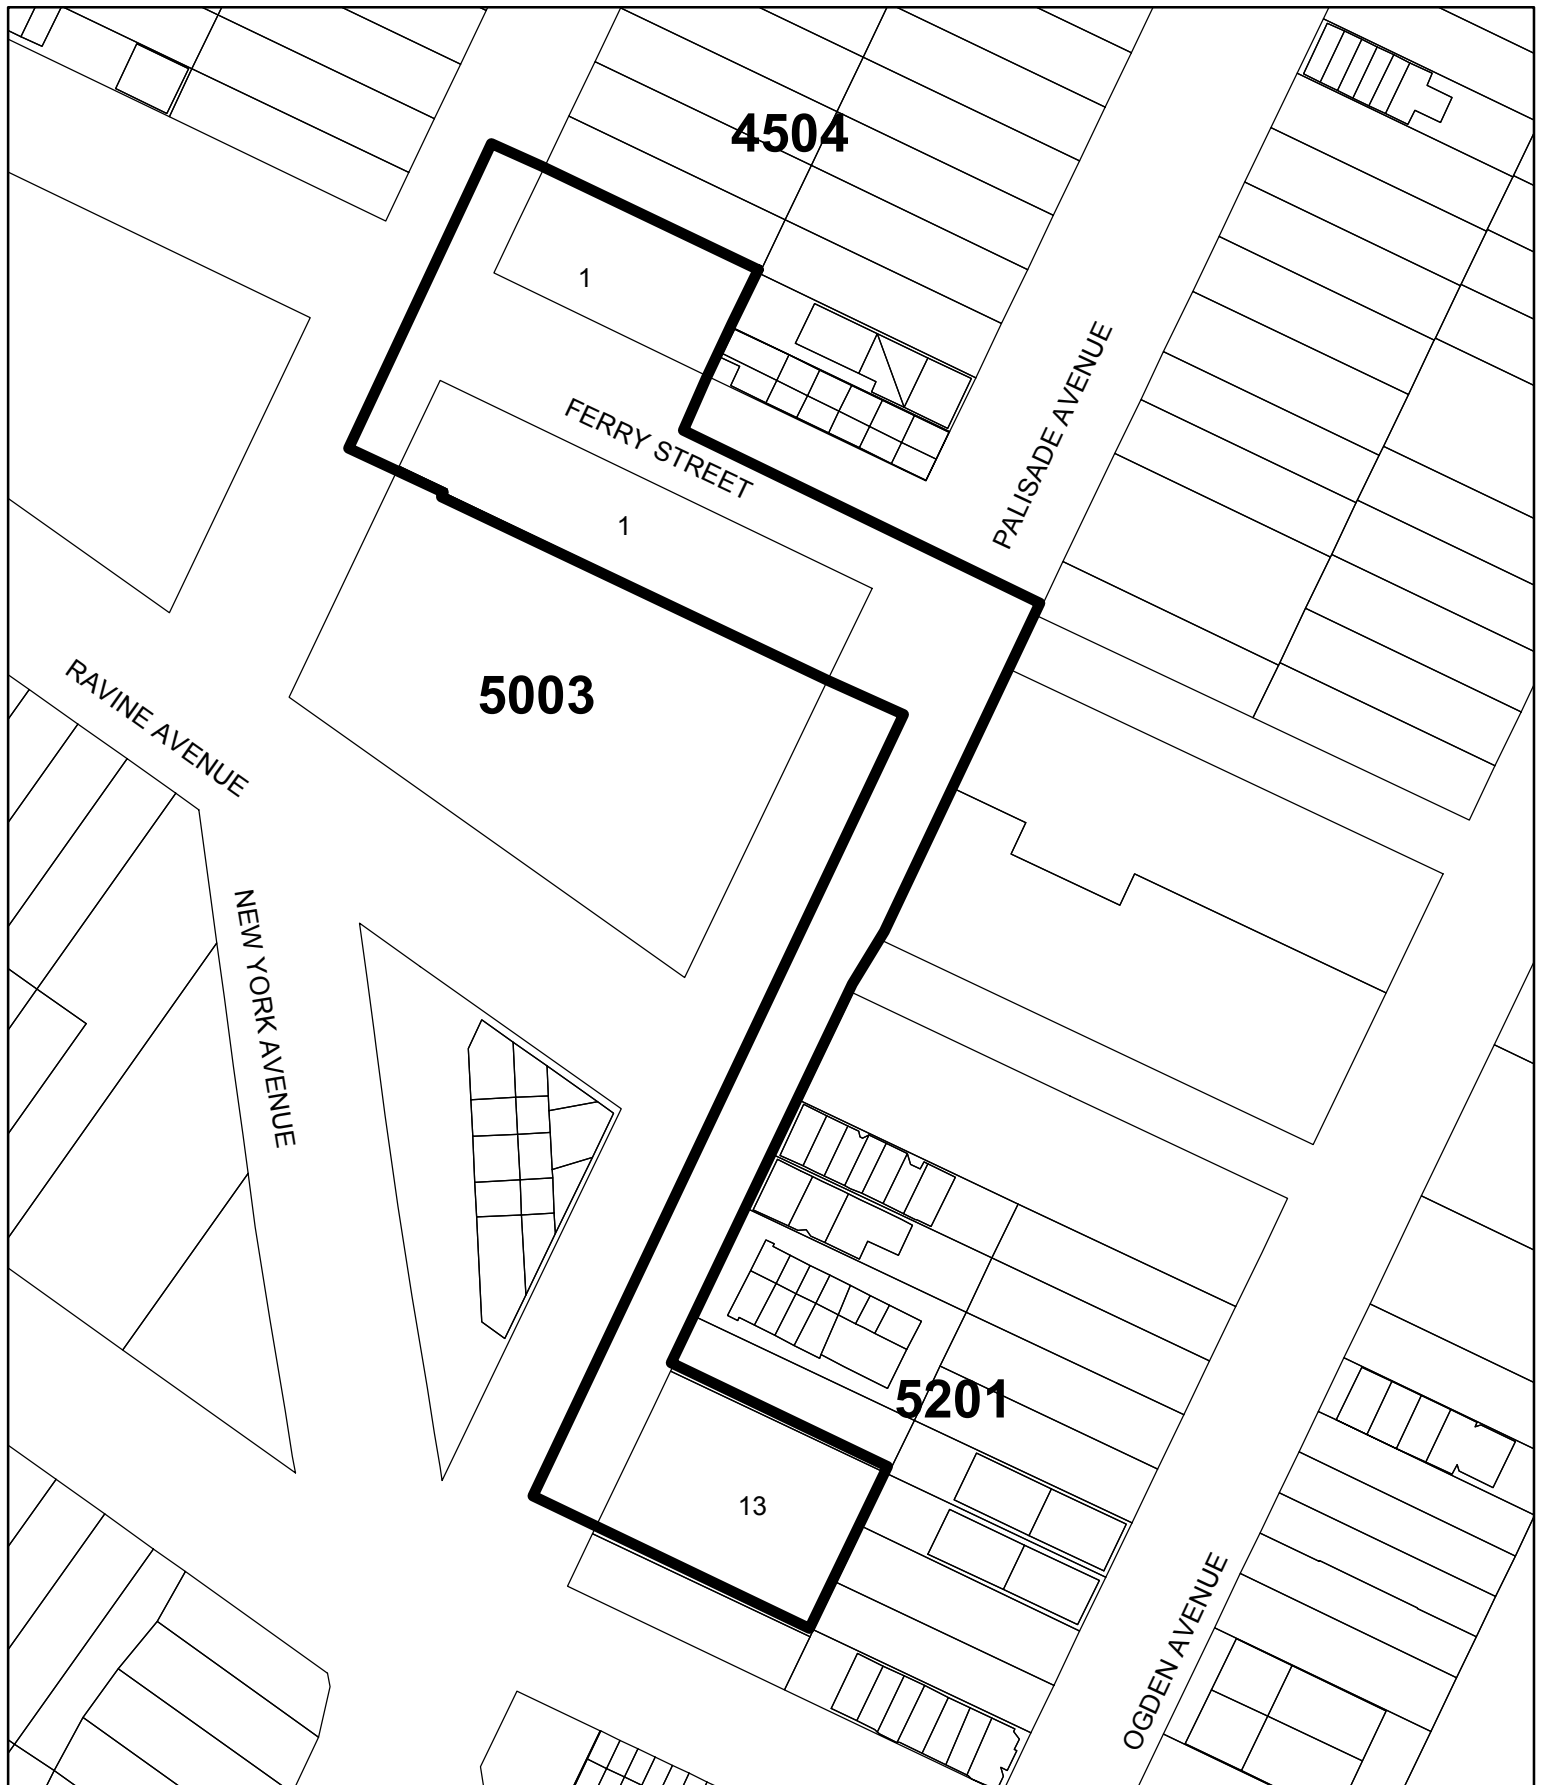 4504
1
PALISADE AVENUE
FERRY STREET
1
5003
RAVINE AVENUE
NEW YORK AVENUE
5201
13
OGDEN AVENUE